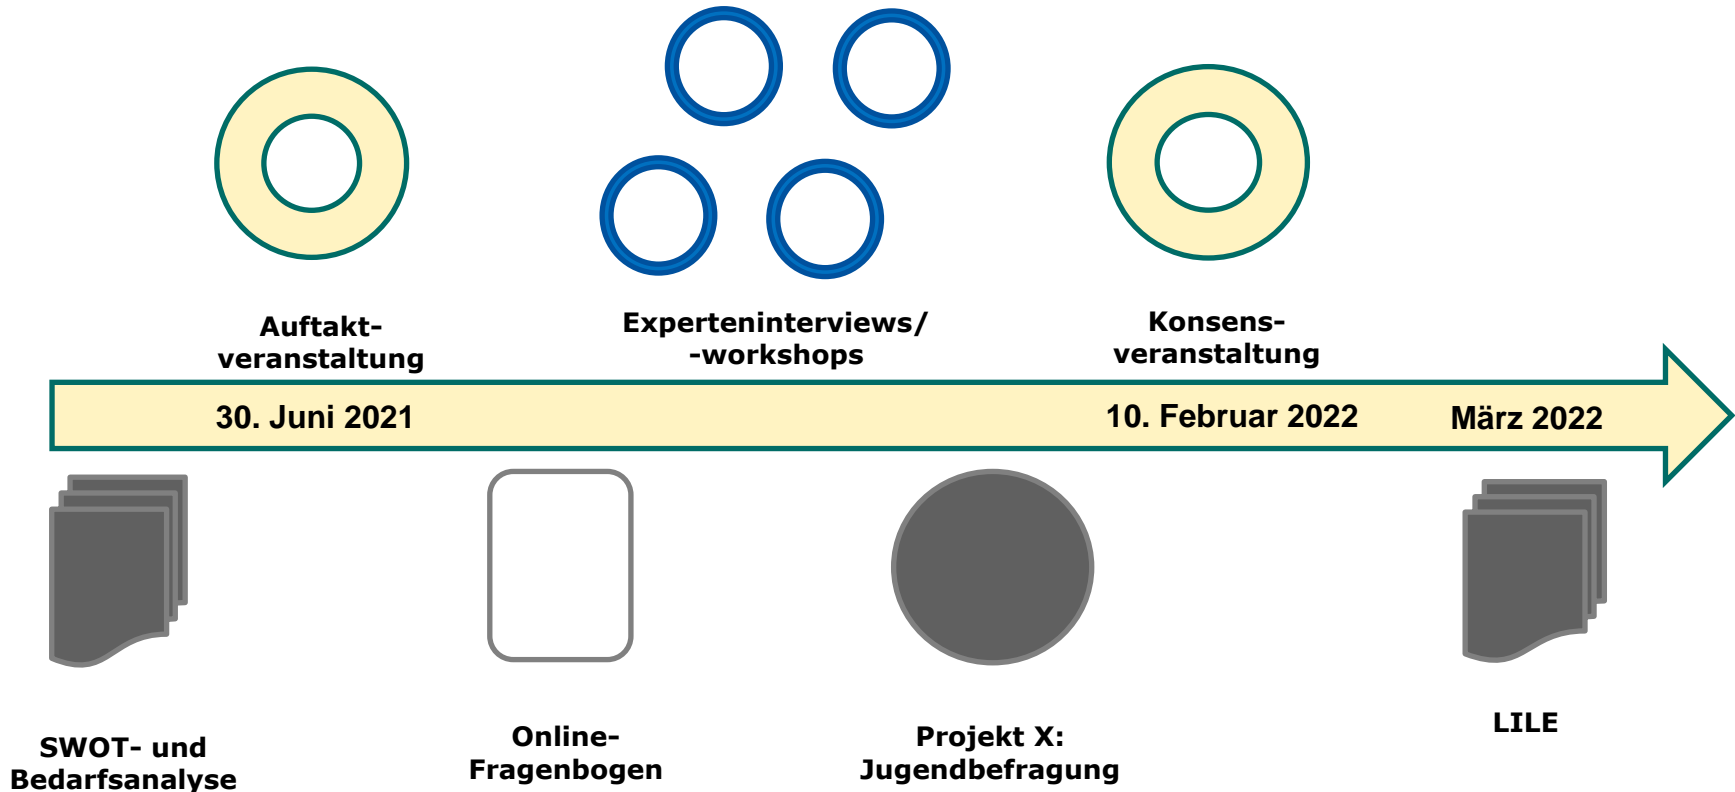 Auftakt-
veranstaltung
Experteninterviews/
-workshops
Konsens-
veranstaltung
30. Juni 2021
10. Februar 2022
März 2022
SWOT- und
Bedarfsanalyse
Online-
Fragenbogen
Projekt X:
Jugendbefragung
LILE